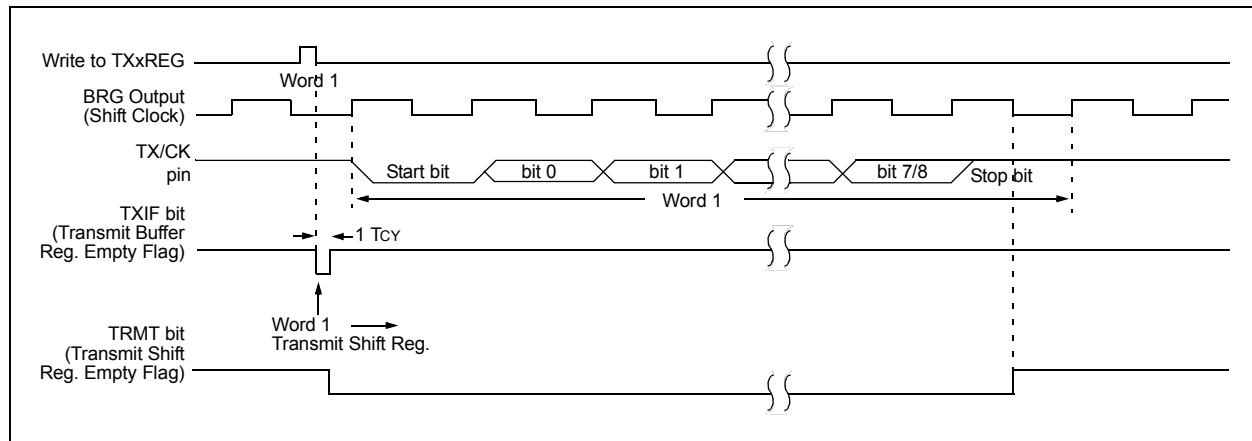 Write to TXxREG
Word 1
BRG Output
(Shift Clock)
TX/CK
pin
Start bit
bit 0
bit 1
bit 7/8
Stop bit
Word 1
TXIF bit
(Transmit Buffer
Reg. Empty Flag)
1 TCY
Word 1
Transmit Shift Reg.
TRMT bit
(Transmit Shift
Reg. Empty Flag)